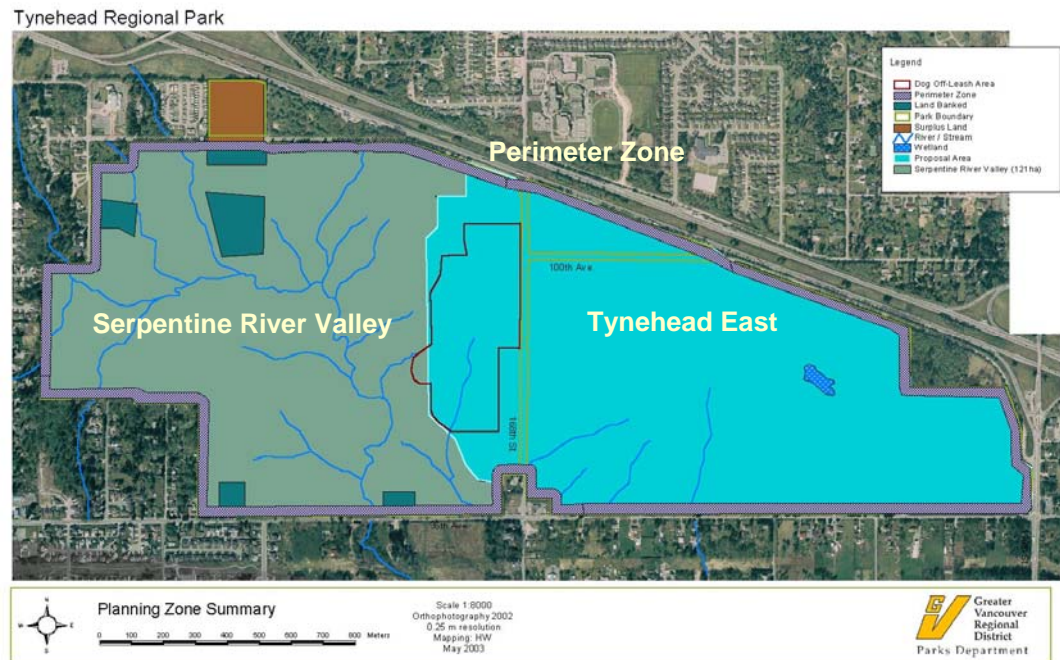 Tynehead Regional Park
Legend
Dog Off-Leash Area
Perimeter Zone
Land Banked
Park Boundary
Surplus Land
River / Stream
Wetland
Proposal Area
Serpentine River Valley (121ha)
Perimeter Zone
100th Ave
Serpentine River Valley
Tynehead East
168th St
96th Ave
N
W
E
S
Planning Zone Summary
0 100 200 300 400 500 600 800 Meters
Scale 1:8000
Orthophotography 2002
0.25 m resolution
Mapping: HW
May 2003
GV
Greater
Vancouver
Regional
District
Parks Department